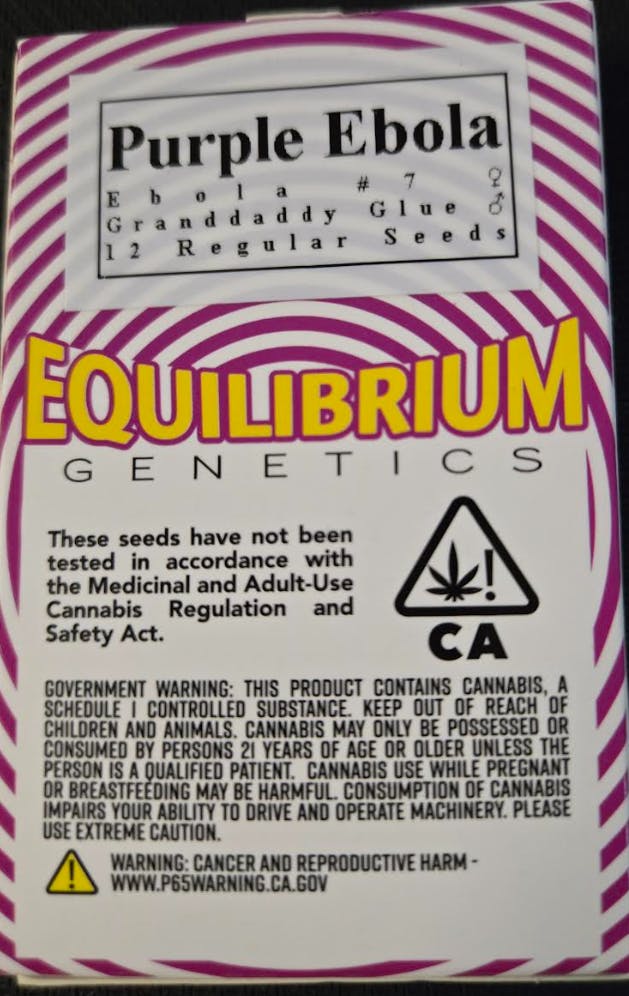 Purple Ebola
Ebola #7 ♀
Granddaddy Glue ♂
12 Regular Seeds
EQUILIBRIUM
GENETICS
These seeds have not been
tested in accordance with
the Medicinal and Adult-Use
Cannabis Regulation and
Safety Act.
!
CA
GOVERNMENT WARNING: THIS PRODUCT CONTAINS CANNABIS, A
SCHEDULE I CONTROLLED SUBSTANCE. KEEP OUT OF REACH OF
CHILDREN AND ANIMALS. CANNABIS MAY ONLY BE POSSESSED OR
CONSUMED BY PERSONS 21 YEARS OF AGE OR OLDER UNLESS THE
PERSON IS A QUALIFIED PATIENT. CANNABIS USE WHILE PREGNANT
OR BREASTFEEDING MAY BE HARMFUL. CONSUMPTION OF CANNABIS
IMPAIRS YOUR ABILITY TO DRIVE AND OPERATE MACHINERY. PLEASE
USE EXTREME CAUTION.
! WARNING: CANCER AND REPRODUCTIVE HARM -
WWW.P65WARNING.CA.GOV